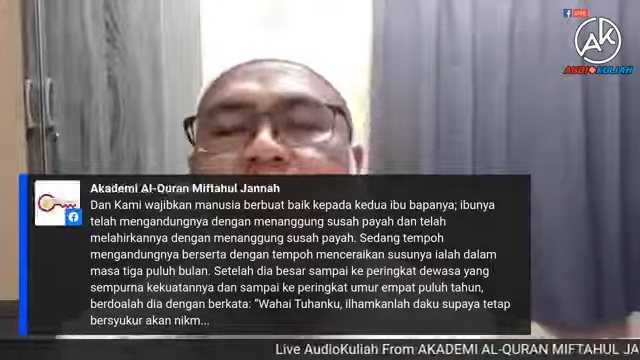 LIVE
AK
AUDIO KULIAH
Akademi Al-Quran Miftahul Jannah
Dan Kami wajibkan manusia berbuat baik kepada kedua ibu bapanya; ibunya
telah mengandungnya dengan menanggung susah payah dan telah
melahirkannya dengan menanggung susah payah. Sedang tempoh
mengandungnya berserta dengan tempoh menceraikan susunya ialah dalam
masa tiga puluh bulan. Setelah dia besar sampai ke peringkat dewasa yang
sempurna kekuatannya dan sampai ke peringkat umur empat puluh tahun,
berdoalah dia dengan berkata: “Wahai Tuhanku, ilhamkanlah daku supaya tetap
bersyukur akan nikm...
Live AudioKuliah From AKADEMI AL-QURAN MIFTAHUL JA